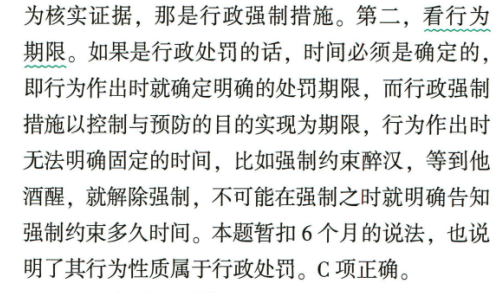 为核实证据，那是行政强制措施。第二，看行为
期限。如果是行政处罚的话，时间必须是确定的，
即行为作出时就确定明确的处罚期限，而行政强制
措施以控制与预防的目的实现为期限，行为作出时
无法明确固定的时间，比如强制约束醉汉，等到他
酒醒，就解除强制，不可能在强制之时就明确告知
强制约束多久时间。本题暂扣 6 个月的说法，也说
明了其行为性质属于行政处罚。C 项正确。